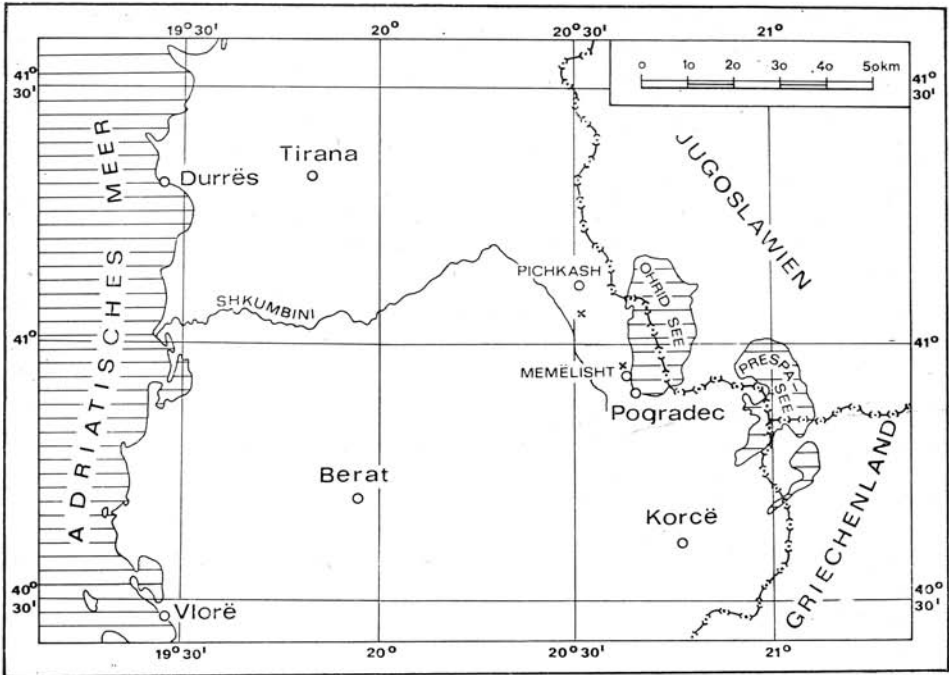 19° 30'
20°
20° 30'
21°
41° 30'
0 10 20 30 40 50km
41° 30'
ADRIATISCHES MEER
Tirana
Durrës
JUGOSLAWIEN
PICHKASH
OHRID SEE
SHKUMBINI
41°
41°
MEMËLISHT
PRESPA-SEE
Pogradec
Berat
Korcë
GRIECHENLAND
40° 30'
40° 30'
Vlorë
19° 30'
20°
20° 30'
21°